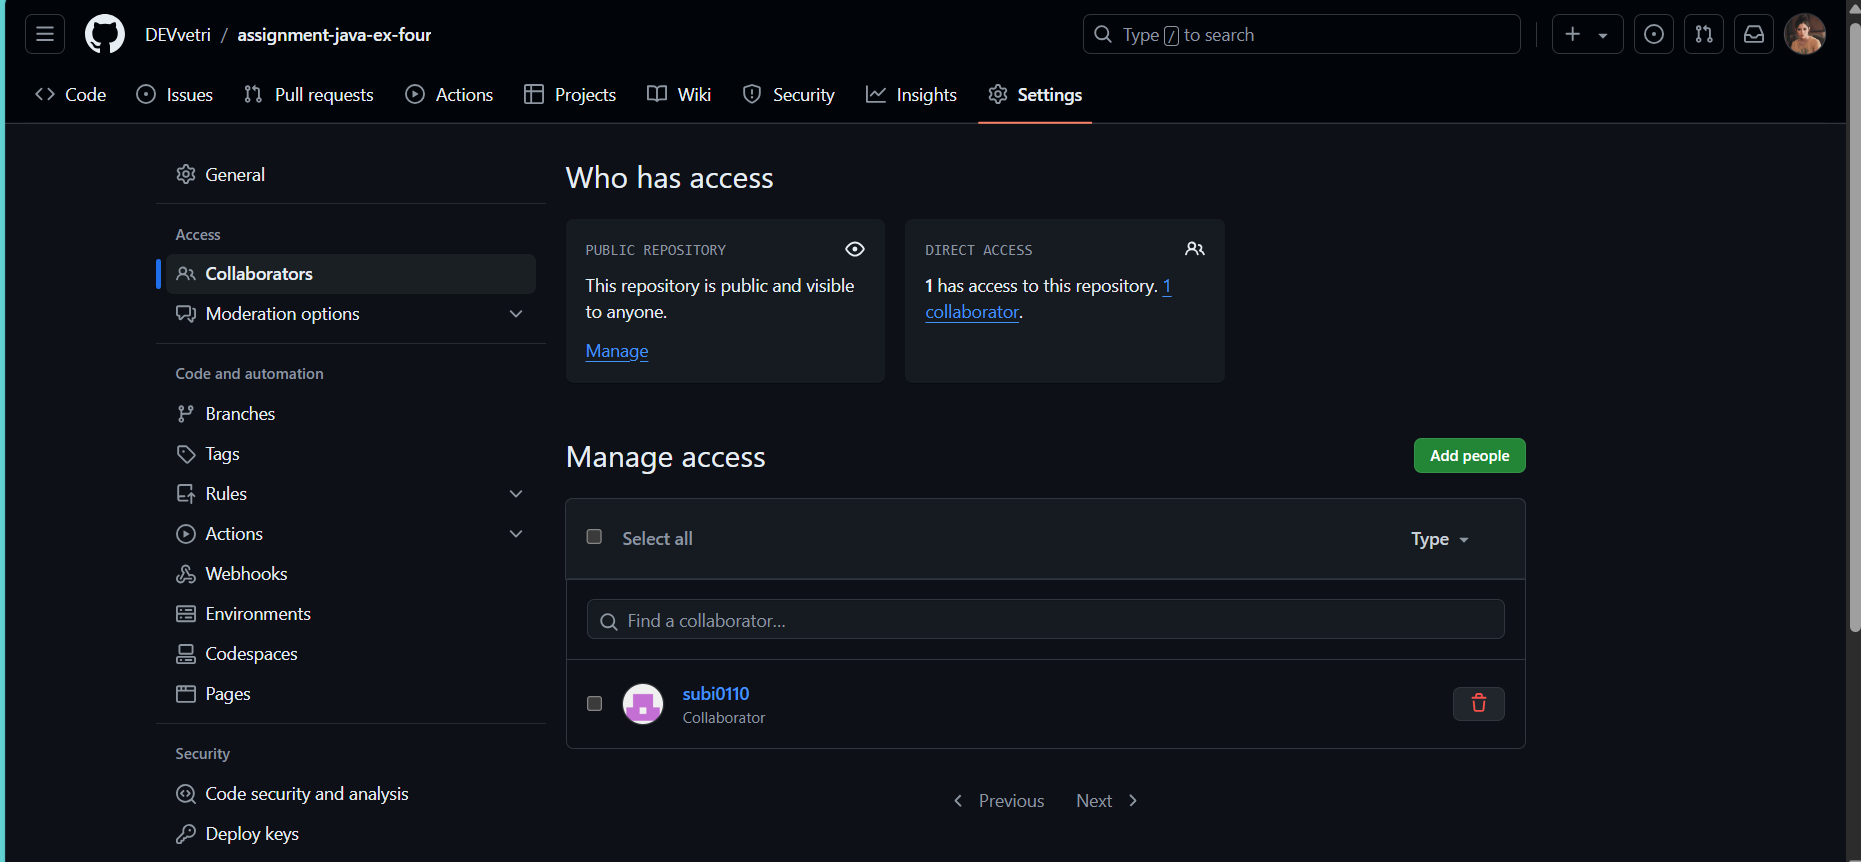 DEVvetri / assignment-java-ex-four
Type / to search
Code Issues Pull requests Actions Projects Wiki Security Insights Settings
General
Access
Collaborators
Moderation options
Code and automation
Branches
Tags
Rules
Actions
Webhooks
Environments
Codespaces
Pages
Security
Code security and analysis
Deploy keys
Who has access
PUBLIC REPOSITORY
This repository is public and visible
to anyone.
Manage
DIRECT ACCESS
1 has access to this repository. 1
collaborator.
Manage access
Add people
Select all
Type
Find a collaborator...
subi0110
Collaborator
Previous Next